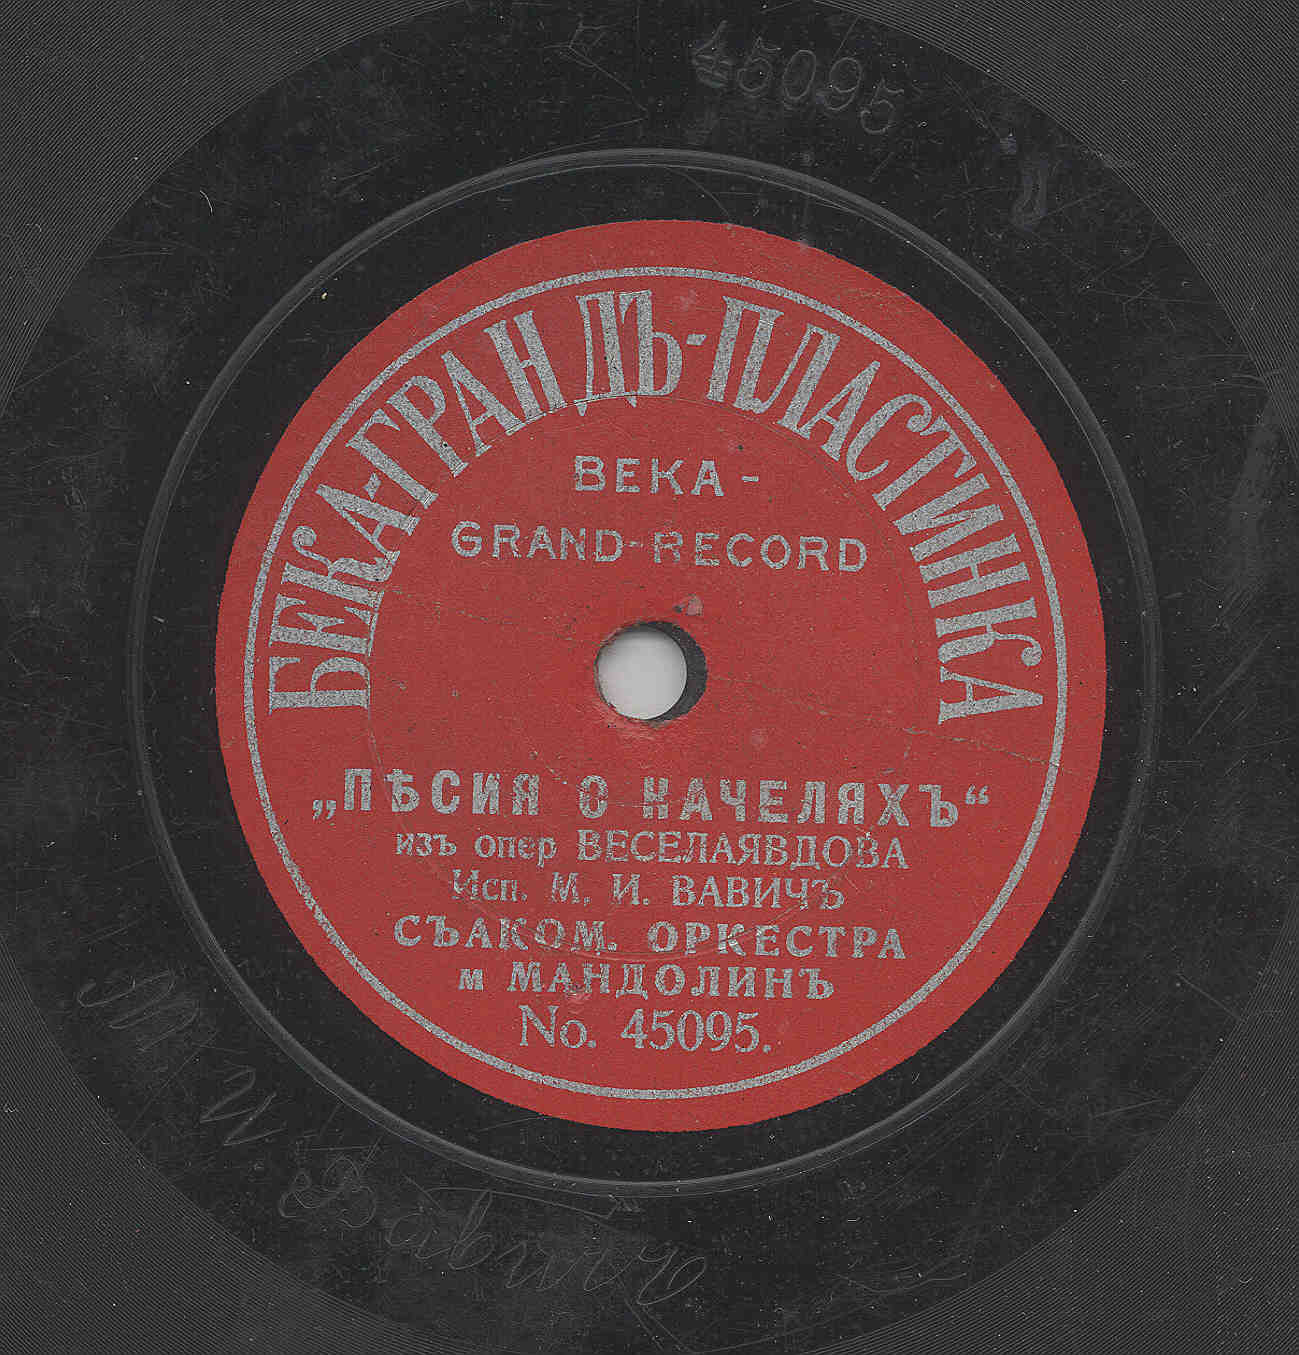 45095
БЕКА-ГРАНДЪ-ПЛАСТИНКА
BEKA-
GRAND-RECORD
„ПѢСИЯ О КАЧЕЛЯХЪ“
изъ опер ВЕСЕЛАЯВДОВА
Исп. М. И. ВАВИЧЪ
СЪАКОМ. ОРКЕСТРА
м МАНДОЛИНЪ
No. 45095.